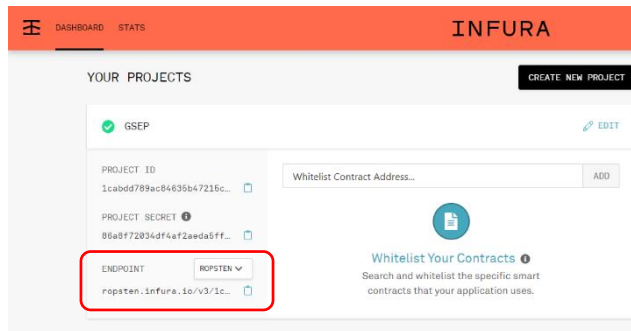 DASHBOARD STATS INFURA
YOUR PROJECTS
CREATE NEW PROJECT
GSEP
EDIT
PROJECT ID
1cabdd789ac84635b47215c…
PROJECT SECRET
86a8f72034df4af2aeda5ff…
ENDPOINT ROPSTEN
ropsten.infura.io/v3/1c…
Whitelist Contract Address...
ADD
Whitelist Your Contracts
Search and whitelist the specific smart
contracts that your application uses.